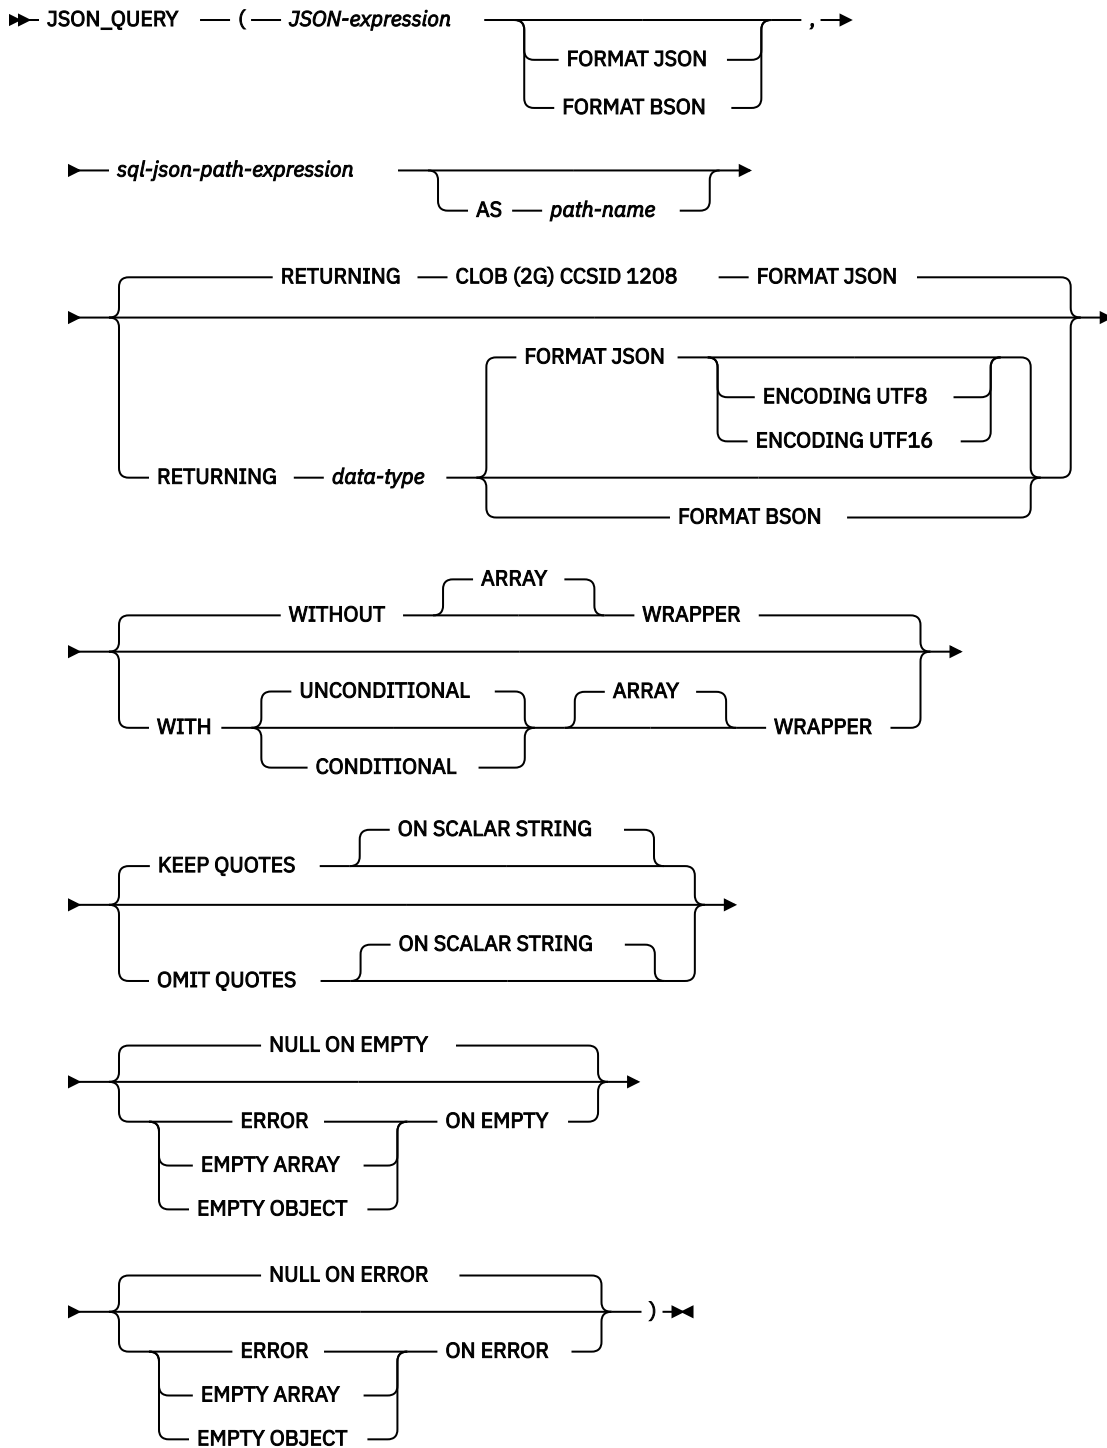 JSON_QUERY ( JSON-expression ,
FORMAT JSON
FORMAT BSON
sql-json-path-expression
AS path-name
RETURNING CLOB (2G) CCSID 1208 FORMAT JSON
FORMAT JSON
ENCODING UTF8
ENCODING UTF16
RETURNING data-type
FORMAT BSON
ARRAY
WITHOUT WRAPPER
UNCONDITIONAL ARRAY
WITH WRAPPER
CONDITIONAL
ON SCALAR STRING
KEEP QUOTES
ON SCALAR STRING
OMIT QUOTES
NULL ON EMPTY
ERROR ON EMPTY
EMPTY ARRAY
EMPTY OBJECT
NULL ON ERROR
)
ERROR ON ERROR
EMPTY ARRAY
EMPTY OBJECT